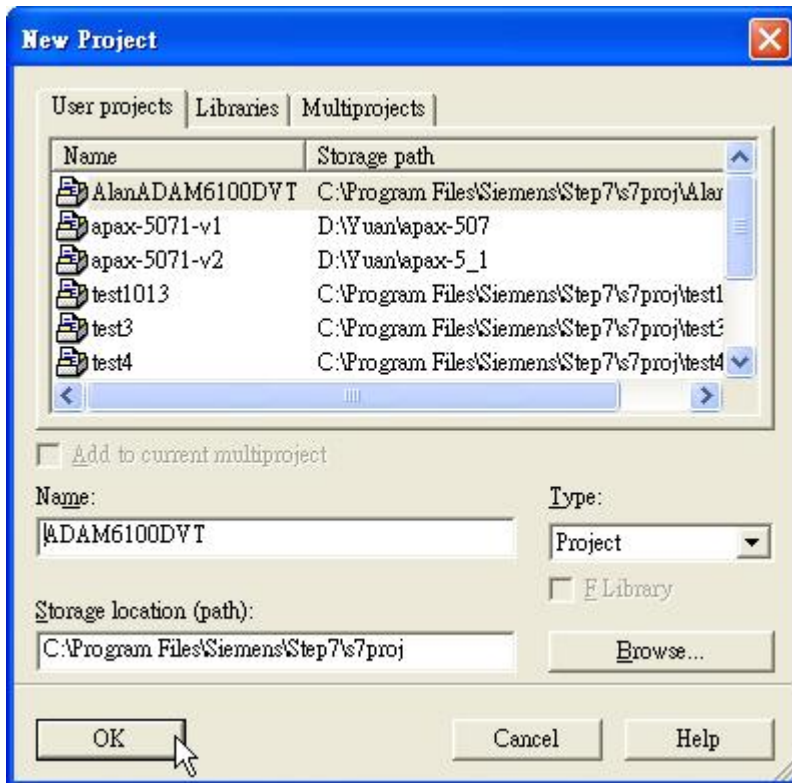 New Project
User projects Libraries Multiprojects
Name Storage path
AlanADAM6100DVT C:\Program Files\Siemens\Step7\s7proj\Alar
apax-5071-v1 D:\Yuan\apax-507
apax-5071-v2 D:\Yuan\apax-5_1
test1013 C:\Program Files\Siemens\Step7\s7proj\test1
test3 C:\Program Files\Siemens\Step7\s7proj\test3
test4 C:\Program Files\Siemens\Step7\s7proj\test4
Add to current multiproject
Name: Type:
ADAM6100DVT Project
F Library
Storage location (path):
C:\Program Files\Siemens\Step7\s7proj Browse...
OK Cancel Help